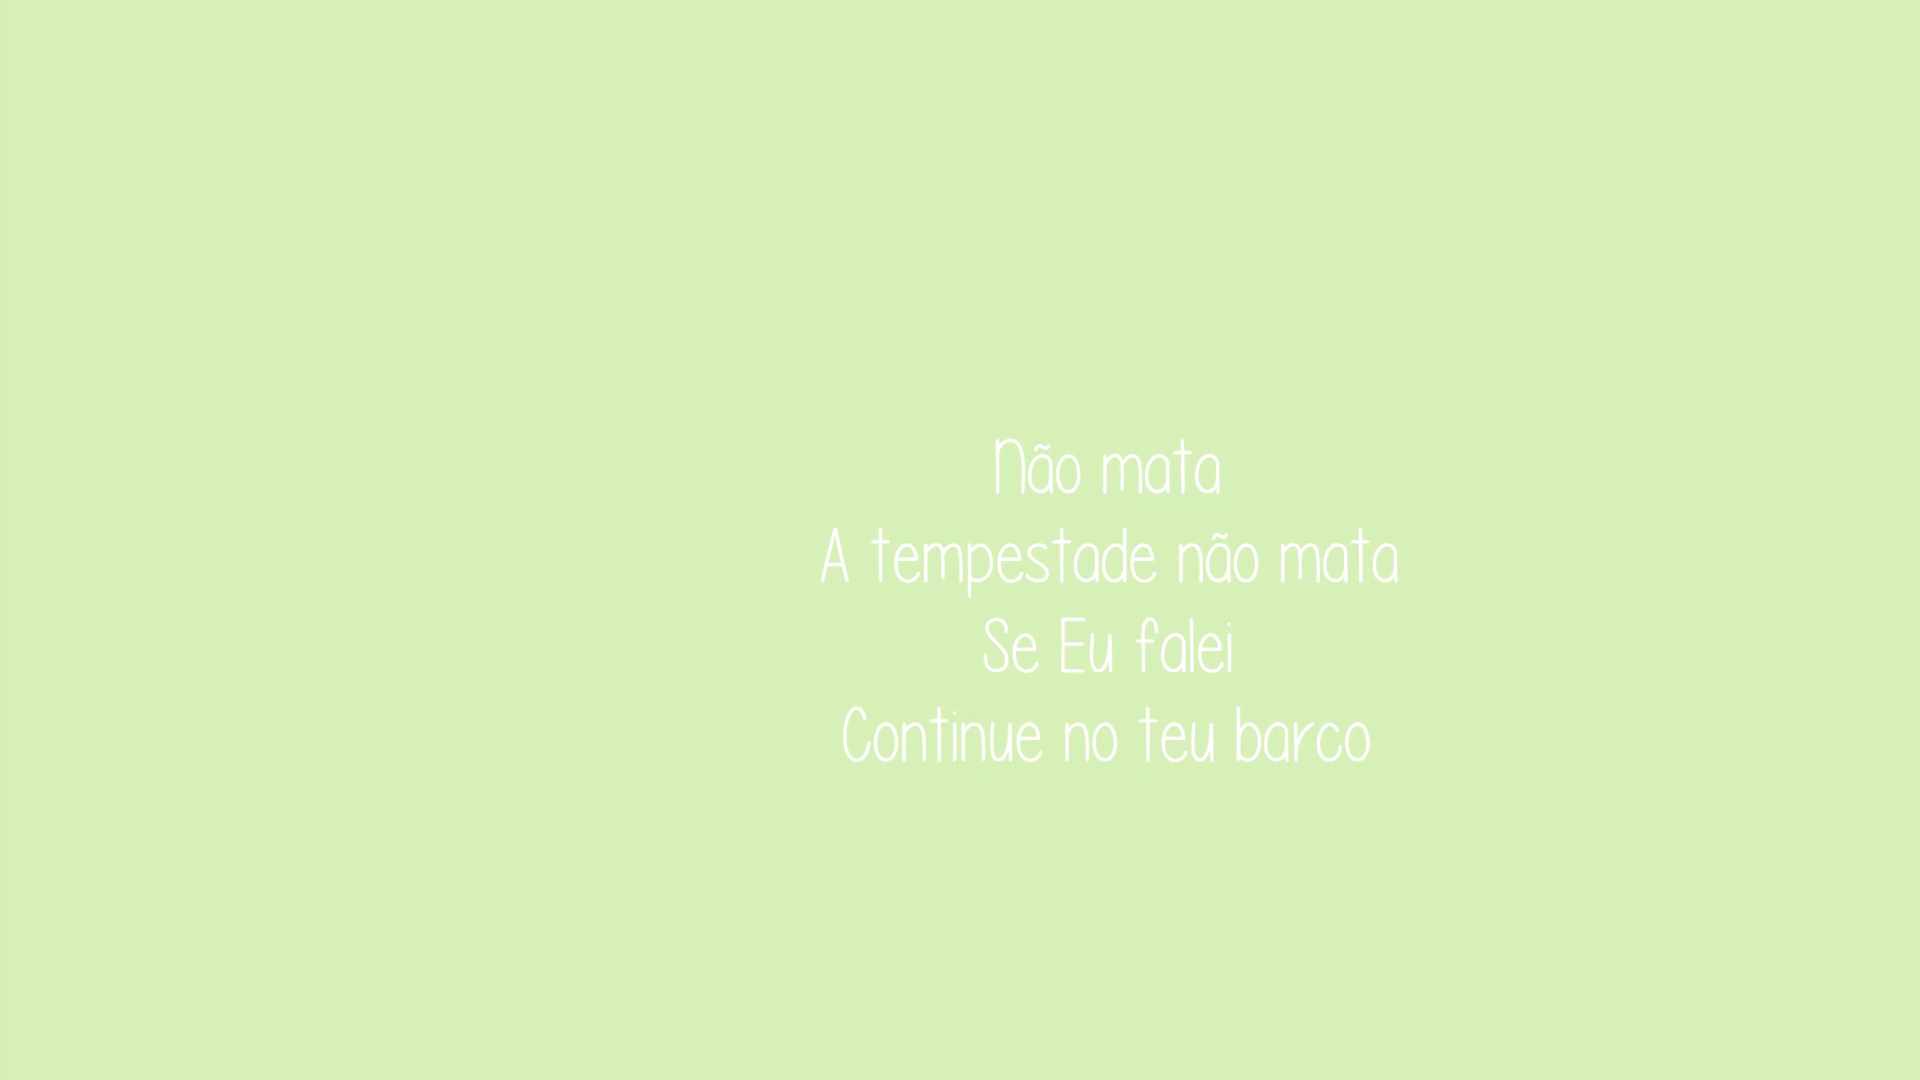 Não mata
A tempestade não mata
Se Eu falei
Continue no teu barco